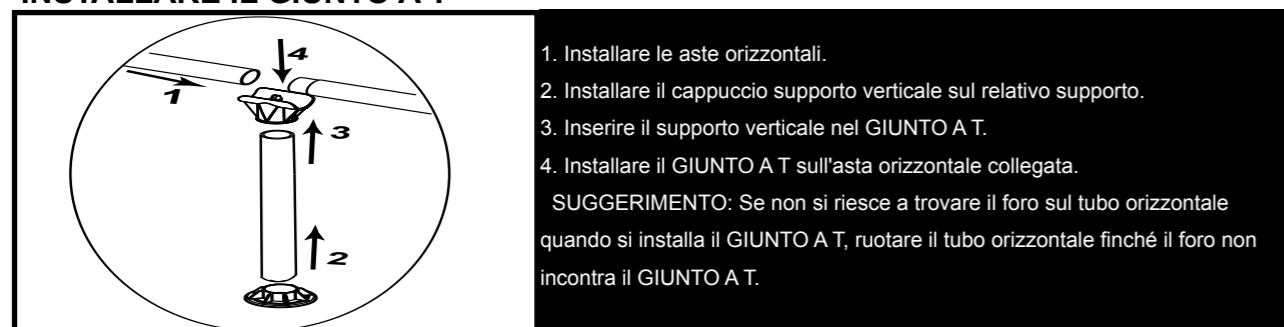 INSTALLARE IL GIUNTO A T
4
1
3
2
1. Installare le aste orizzontali.
2. Installare il cappuccio supporto verticale sul relativo supporto.
3. Inserire il supporto verticale nel GIUNTO A T.
4. Installare il GIUNTO A T sull'asta orizzontale collegata.
SUGGERIMENTO: Se non si riesce a trovare il foro sul tubo orizzontale
quando si installa il GIUNTO A T, ruotare il tubo orizzontale finché il foro non
incontra il GIUNTO A T.